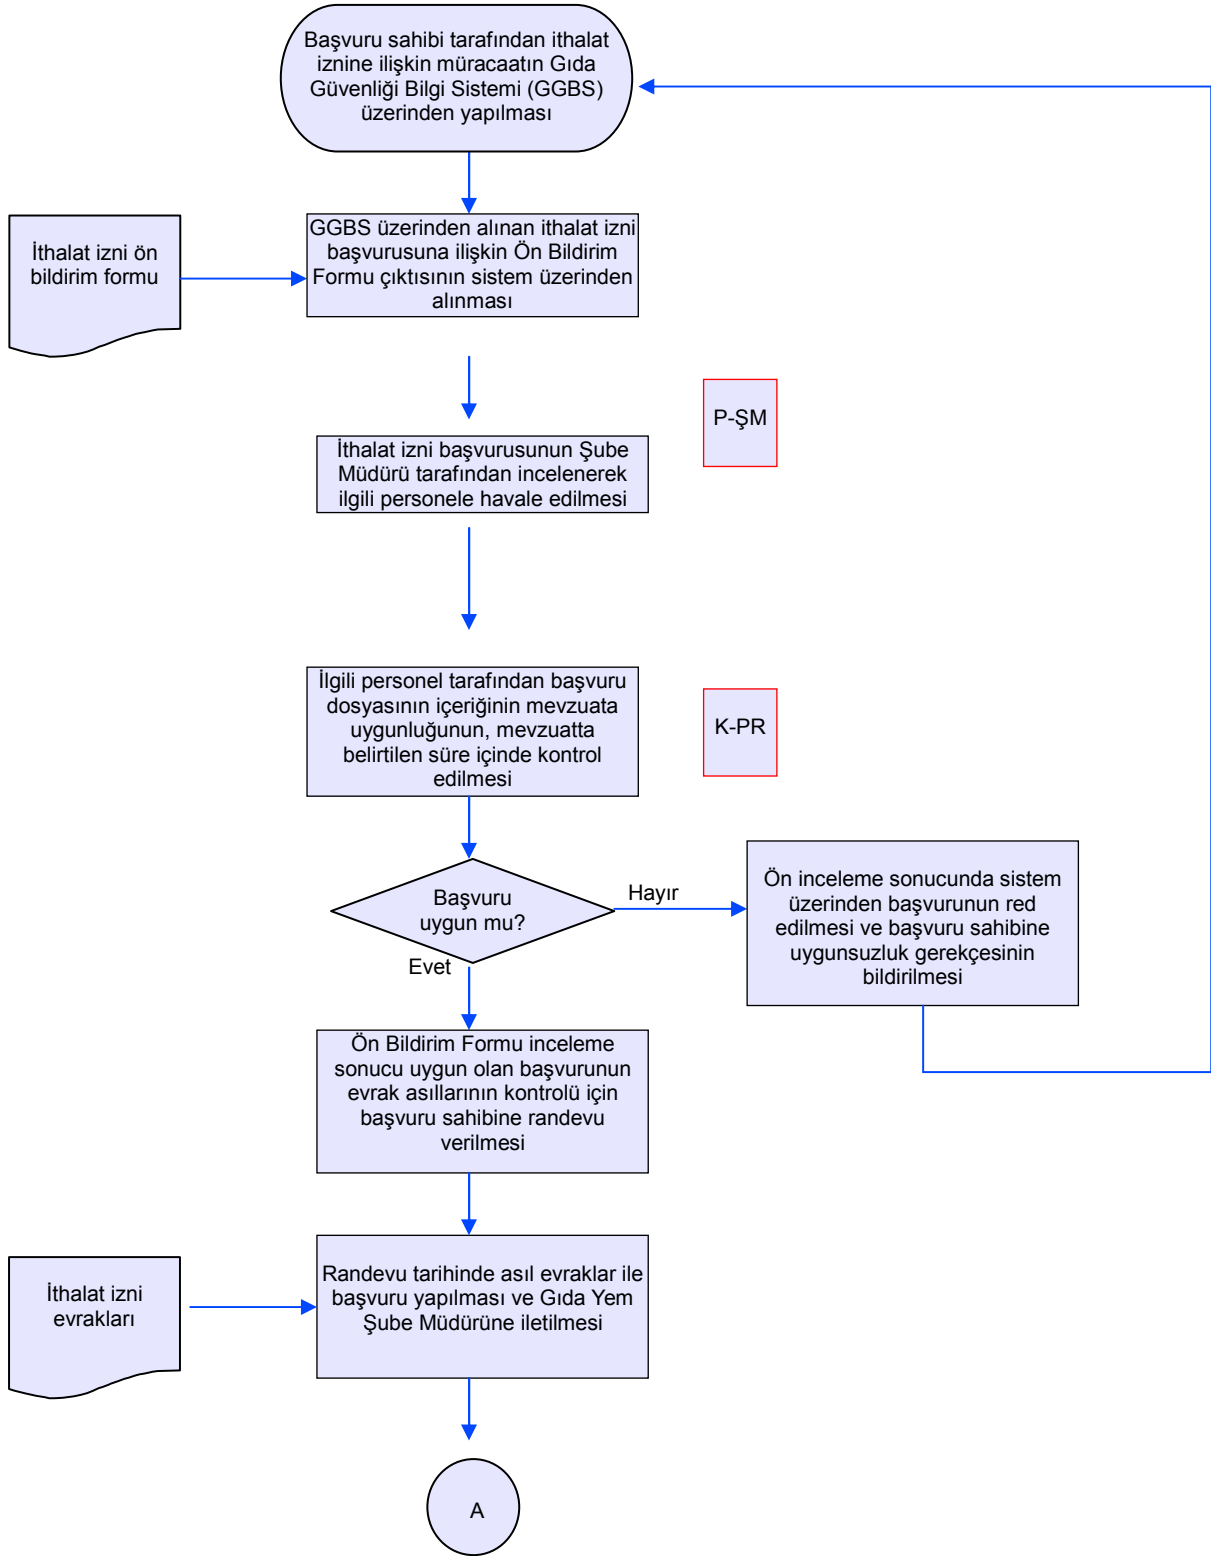 Başvuru sahibi tarafından ithalat
iznine ilişkin müracaatın Gıda
Güvenliği Bilgi Sistemi (GGBS)
üzerinden yapılması
İthalat izni ön
bildirim formu
GGBS üzerinden alınan ithalat izni
başvurusuna ilişkin Ön Bildirim
Formu çıktısının sistem üzerinden
alınması
P-ŞM
İthalat izni başvurusunun Şube
Müdürü tarafından incelenerek
ilgili personele havale edilmesi
İlgili personel tarafından başvuru
dosyasının içeriğinin mevzuata
uygunluğunun, mevzuatta
belirtilen süre içinde kontrol
edilmesi
K-PR
Başvuru
uygun mu?
Hayır
Ön inceleme sonucunda sistem
üzerinden başvurunun red
edilmesi ve başvuru sahibine
uygunsuzluk gerekçesinin
bildirilmesi
Evet
Ön Bildirim Formu inceleme
sonucu uygun olan başvurunun
evrak asıllarının kontrolü için
başvuru sahibine randevu
verilmesi
İthalat izni
evrakları
Randevu tarihinde asıl evraklar ile
başvuru yapılması ve Gıda Yem
Şube Müdürüne iletilmesi
A